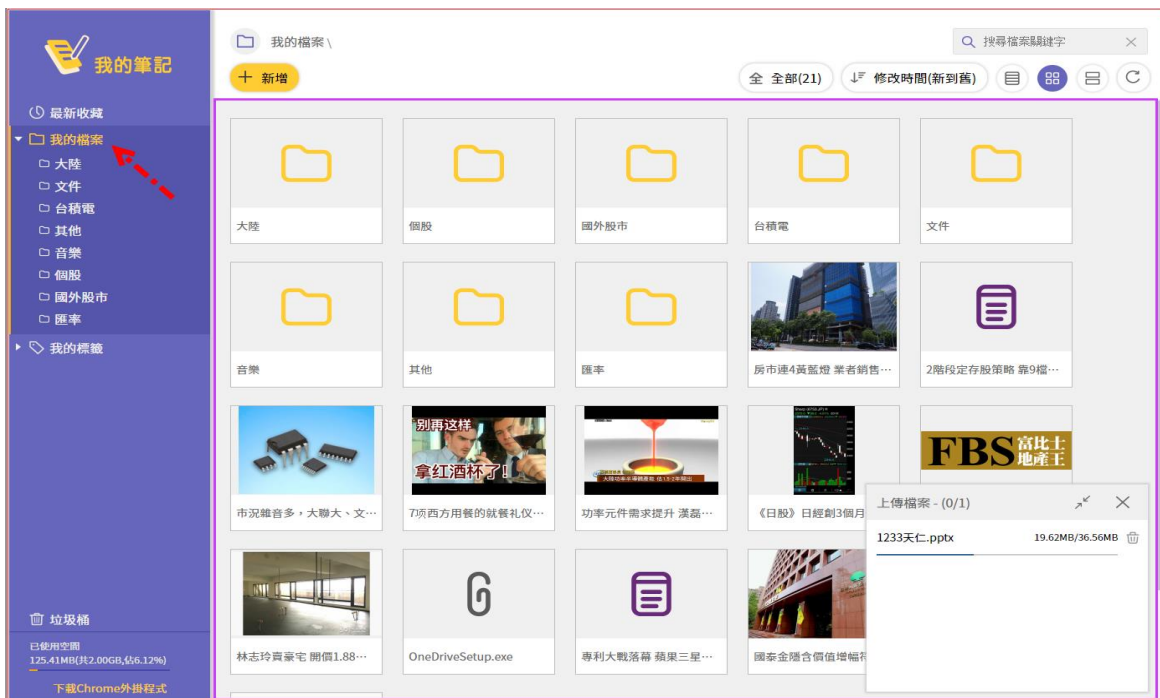 我的筆記
最新收藏
我的檔案
大陸
文件
台積電
其他
音樂
個股
國外股市
匯率
我的標籤
垃圾桶
已使用空間
125.41MB(共2.00GB,佔6.12%)
下載Chrome外掛程式
我的檔案 \
搜尋檔案關鍵字
新增
全 全部(21)
修改時間(新到舊)
大陸
個股
國外股市
台積電
文件
音樂
其他
匯率
房市連4黃藍燈 業者銷售…
2階段定存股策略 靠9檔…
别再这样
拿红酒杯了!
FBS 富比士
地產王
市況雜音多,大聯大、文…
7项西方用餐的就餐礼仪…
功率元件需求提升 漢磊…
《日股》日經創3個月
林志玲賣豪宅 開價1.88…
OneDriveSetup.exe
專利大戰落幕 蘋果三星…
國泰金隱含價值增幅
上傳檔案 - (0/1)
1233天仁.pptx
19.62MB/36.56MB